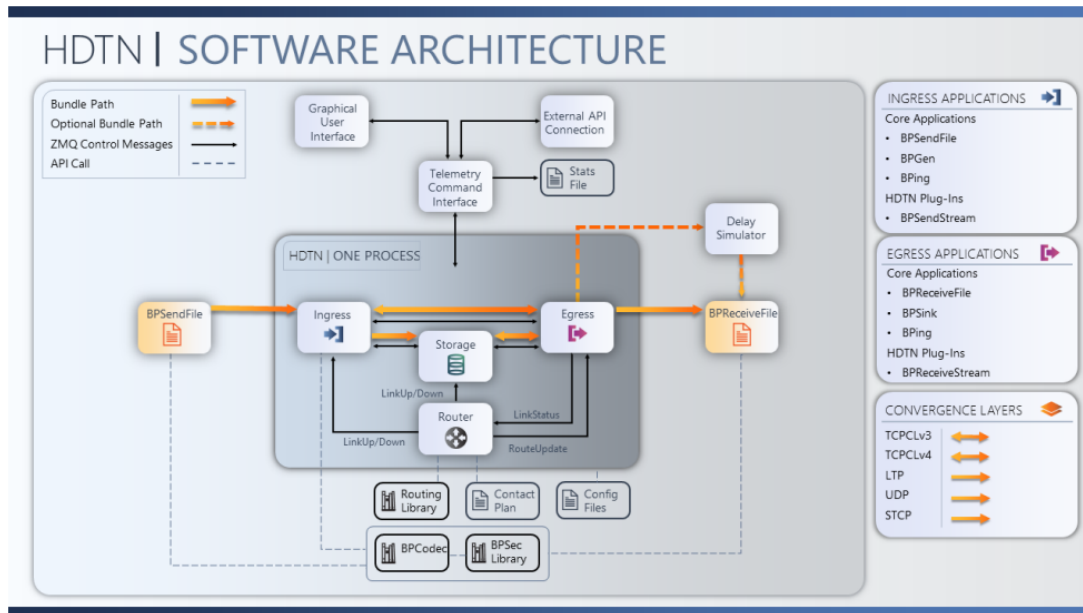 HDTN | SOFTWARE ARCHITECTURE
Bundle Path
Optional Bundle Path
ZMQ Control Messages
API Call
Graphical
User
Interface
External API
Connection
Telemetry
Command
Interface
Stats
File
Delay
Simulator
HDTN | ONE PROCESS
BPSendFile
Ingress
Egress
BPReceiveFile
Storage
LinkUp/Down
Router
LinkStatus
LinkUp/Down
RouteUpdate
Routing
Library
Contact
Plan
Config
Files
BPCodec
BPSec
Library
INGRESS APPLICATIONS
Core Applications
• BPSendFile
• BPGen
• BPing
HDTN Plug-Ins
• BPSendStream
EGRESS APPLICATIONS
Core Applications
• BPReceiveFile
• BPSink
• BPing
HDTN Plug-Ins
• BPReceiveStream
CONVERGENCE LAYERS
TCPCLv3
TCPCLv4
LTP
UDP
STCP